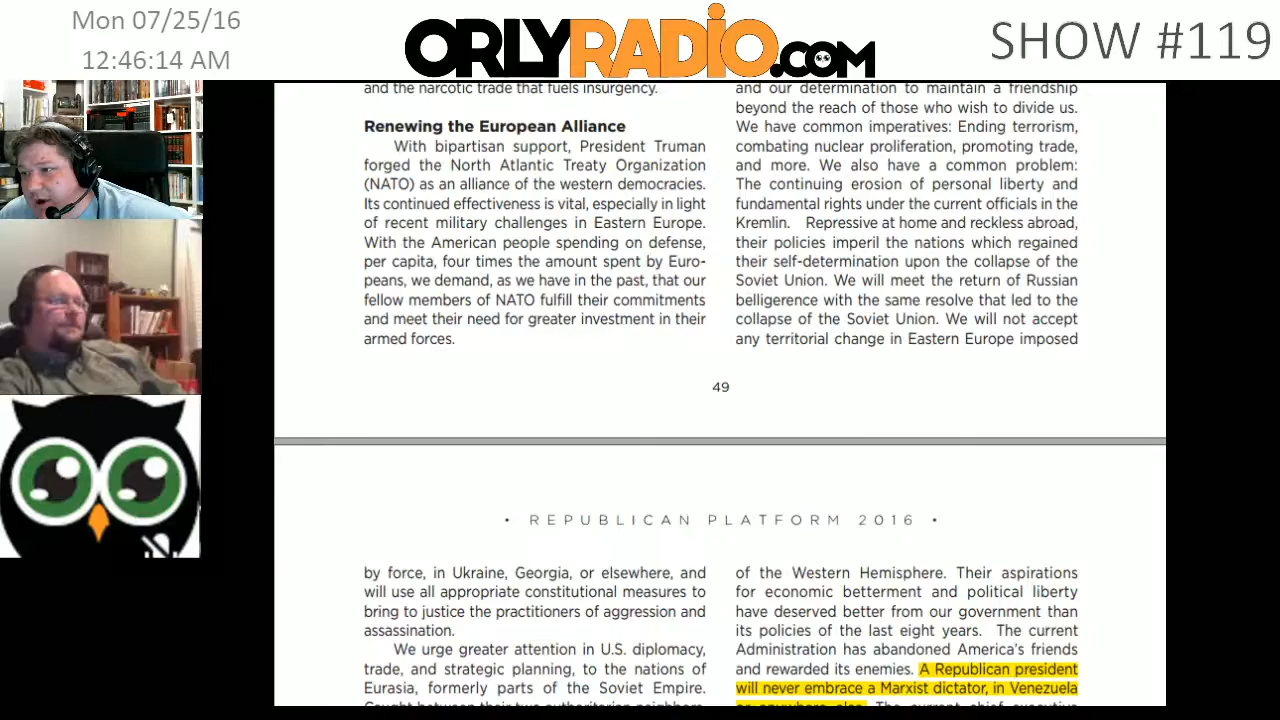 Mon 07/25/16
12:46:14 AM
ORLYRADIO.COM
SHOW #119
and the narcotic trade that fuels insurgency.
Renewing the European Alliance
With bipartisan support, President Truman
forged the North Atlantic Treaty Organization
(NATO) as an alliance of the western democracies.
Its continued effectiveness is vital, especially in light
of recent military challenges in Eastern Europe.
With the American people spending on defense,
per capita, four times the amount spent by Euro-
peans, we demand, as we have in the past, that our
fellow members of NATO fulfill their commitments
and meet their need for greater investment in their
armed forces.
and our determination to maintain a friendship
beyond the reach of those who wish to divide us.
We have common imperatives: Ending terrorism,
combating nuclear proliferation, promoting trade,
and more. We also have a common problem:
The continuing erosion of personal liberty and
fundamental rights under the current officials in the
Kremlin. Repressive at home and reckless abroad,
their policies imperil the nations which regained
their self-determination upon the collapse of the
Soviet Union. We will meet the return of Russian
belligerence with the same resolve that led to the
collapse of the Soviet Union. We will not accept
any territorial change in Eastern Europe imposed
49
• REPUBLICAN PLATFORM 2016 •
by force, in Ukraine, Georgia, or elsewhere, and
will use all appropriate constitutional measures to
bring to justice the practitioners of aggression and
assassination.
We urge greater attention in U.S. diplomacy,
trade, and strategic planning, to the nations of
Eurasia, formerly parts of the Soviet Empire.
Caught between their two authoritarian neighbors,
of the Western Hemisphere. Their aspirations
for economic betterment and political liberty
have deserved better from our government than
its policies of the last eight years. The current
Administration has abandoned America's friends
and rewarded its enemies. A Republican president
will never embrace a Marxist dictator, in Venezuela
or anywhere else. The current chief executive